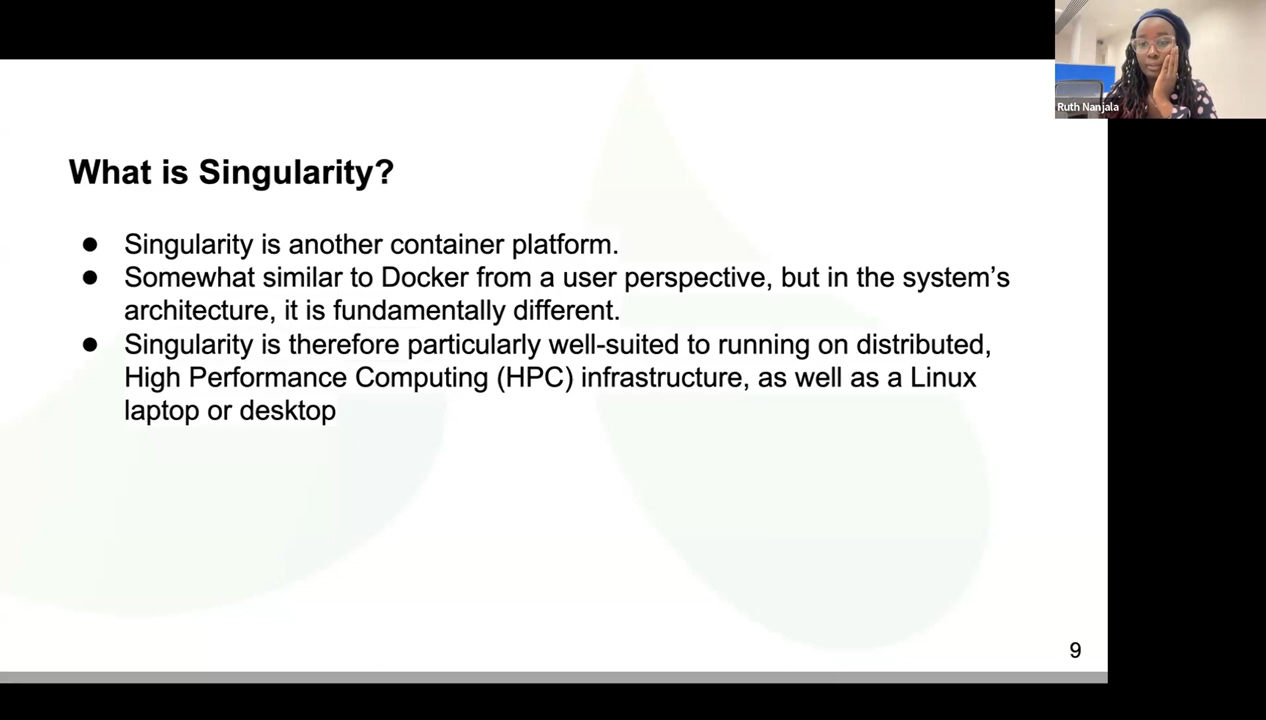 Ruth Nanjala
What is Singularity?
● Singularity is another container platform.
● Somewhat similar to Docker from a user perspective, but in the system’s
architecture, it is fundamentally different.
● Singularity is therefore particularly well-suited to running on distributed,
High Performance Computing (HPC) infrastructure, as well as a Linux
laptop or desktop
9